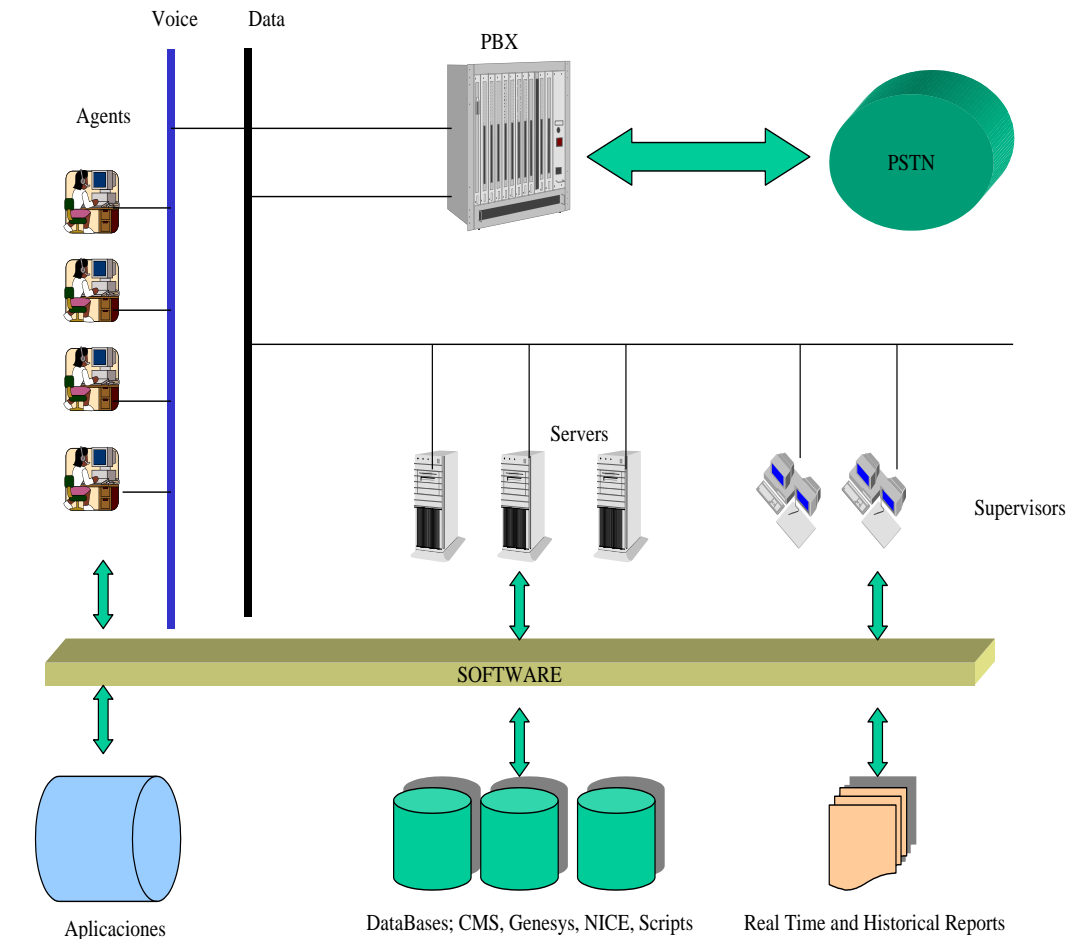 Voice
Data
PBX
Agents
PSTN
Servers
Supervisors
SOFTWARE
Aplicaciones
DataBases; CMS, Genesys, NICE, Scripts
Real Time and Historical Reports